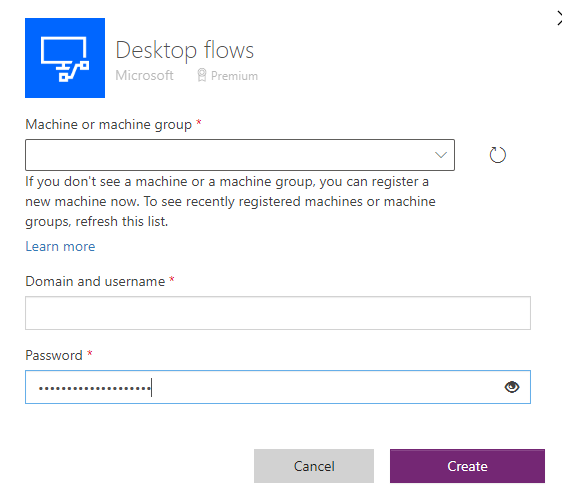 Desktop flows
Microsoft Premium
Machine or machine group *
If you don't see a machine or a machine group, you can register a
new machine now. To see recently registered machines or machine
groups, refresh this list.
Learn more
Domain and username *
Password *
••••••••••••••••••••
Cancel Create